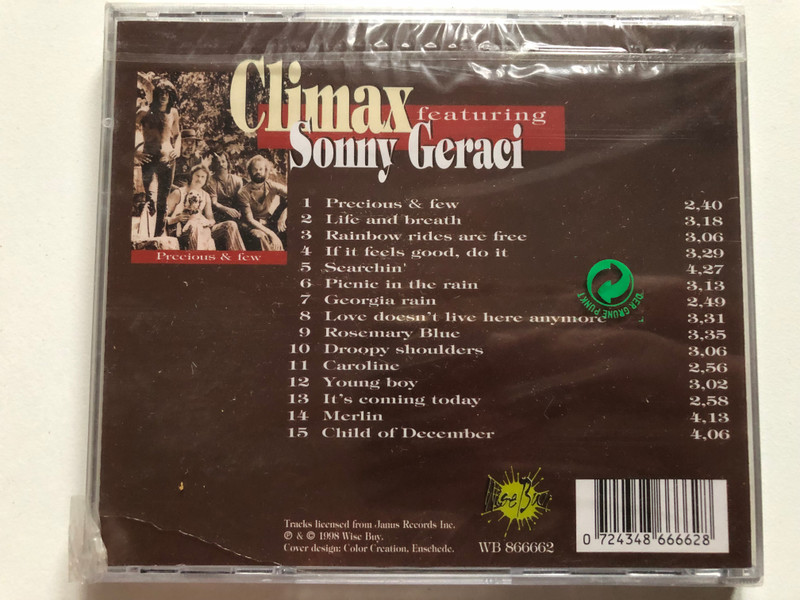 Climax featuring
Sonny Geraci
Precious & few
1 Precious & few 2,40
2 Life and breath 3,18
3 Rainbow rides are free 3,06
4 If it feels good, do it 3,29
5 Searchin' 4,27
6 Picnic in the rain 3,13
7 Georgia rain 2,49
8 Love doesn't live here anymore 3,31
9 Rosemary Blue 3,35
10 Droopy shoulders 3,06
11 Caroline 2,56
12 Young boy 3,02
13 It's coming today 2,58
14 Merlin 4,13
15 Child of December 4,06
DER GRÜNE PUNKT
Wise Buy
Tracks licensed from Janus Records Inc.
℗ & © 1998 Wise Buy.
Cover design: Color Creation, Enschede.
WB 866662
0 724348 666628